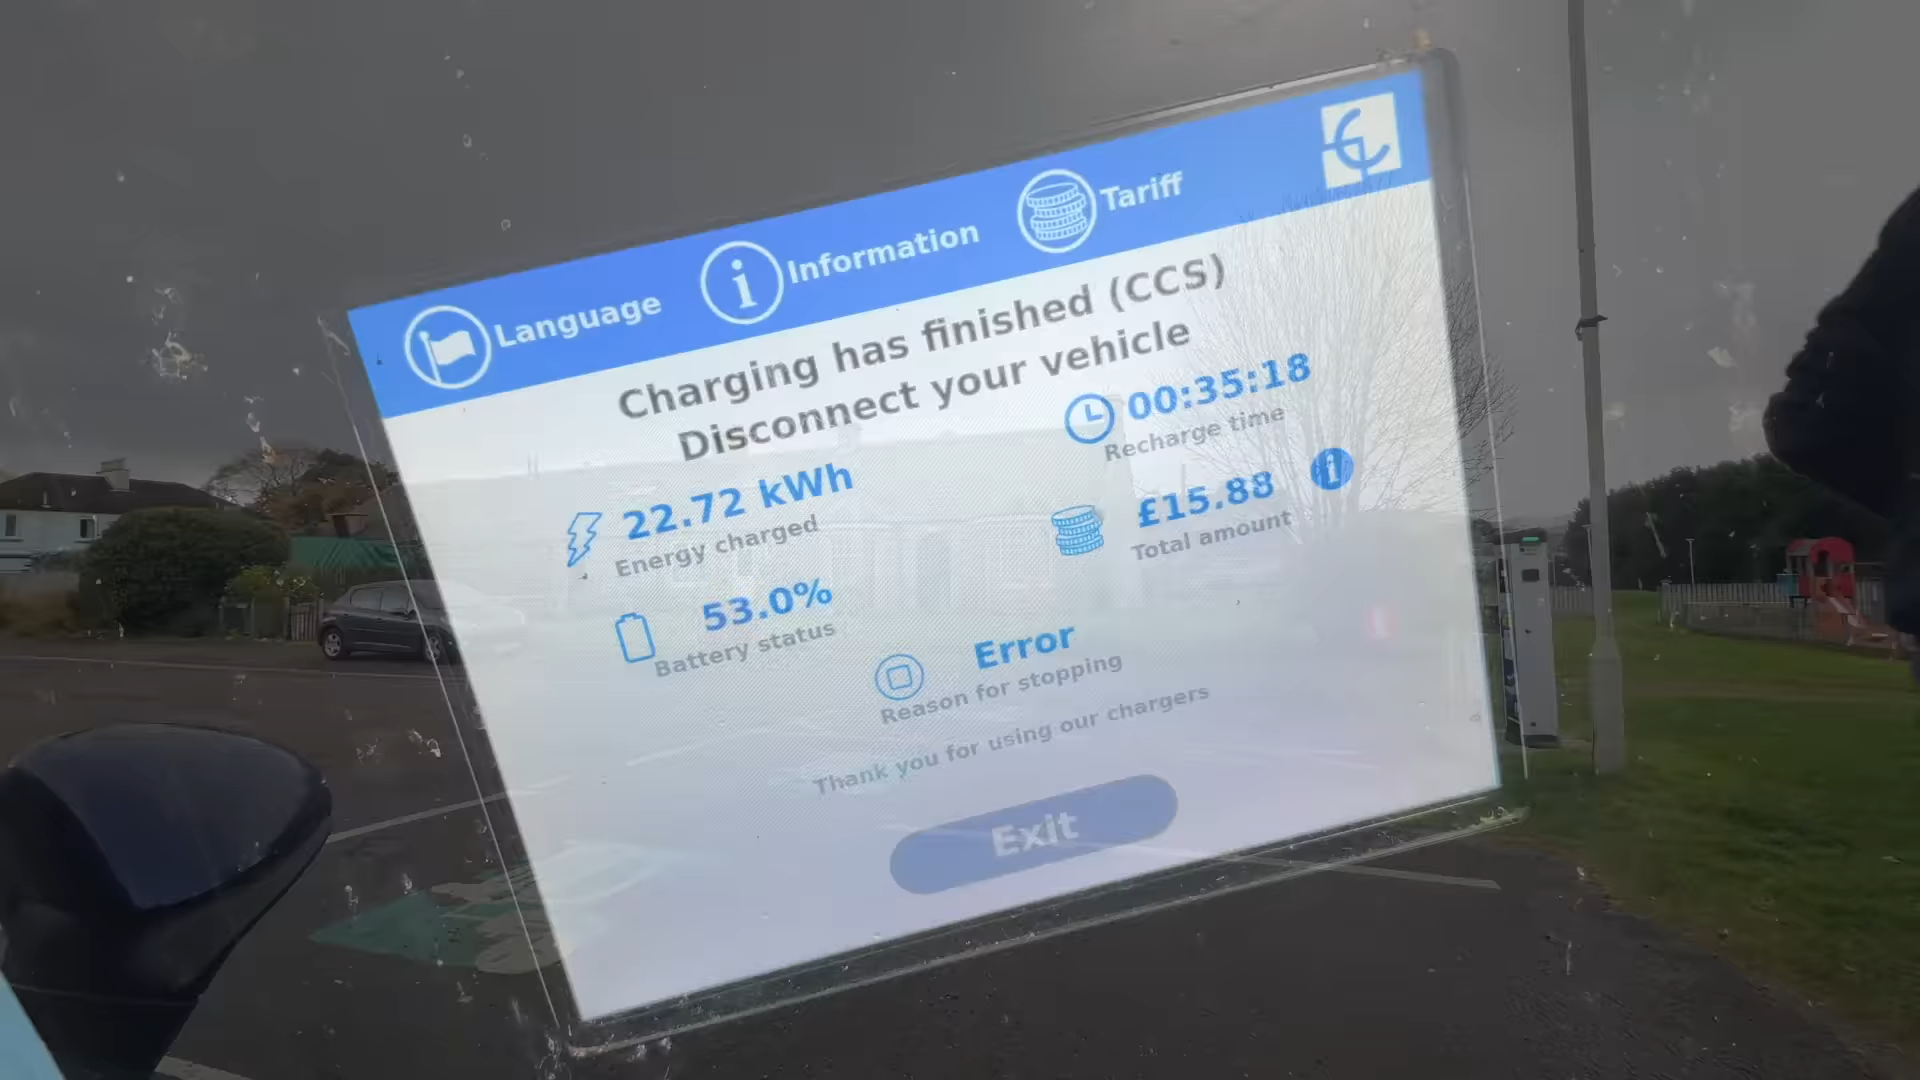 Language
Information
Tariff
Charging has finished (CCS)
Disconnect your vehicle
00:35:18
Recharge time
22.72 kWh
Energy charged
£15.88
Total amount
53.0%
Battery status
Error
Reason for stopping
Thank you for using our chargers
Exit